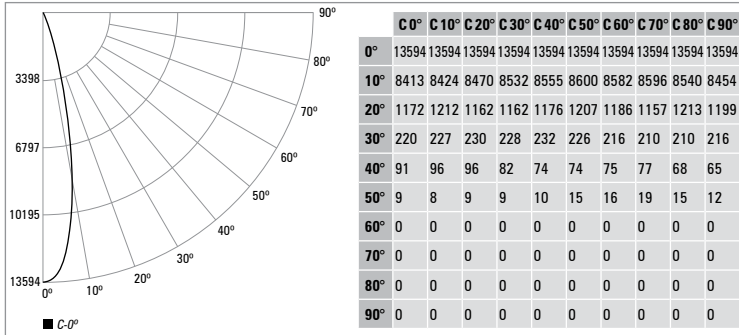 90º
80º
3398
70º
60º
6797
50º
10195
40º
30º
20º
10º
0º
13594
■ C-0º
C 0° C 10° C 20° C 30° C 40° C 50° C 60° C 70° C 80° C 90°
0° 13594 13594 13594 13594 13594 13594 13594 13594 13594 13594
10° 8413 8424 8470 8532 8555 8600 8582 8596 8540 8454
20° 1172 1212 1162 1162 1176 1207 1186 1157 1213 1199
30° 220 227 230 228 232 226 216 210 210 216
40° 91 96 96 82 74 74 75 77 68 65
50° 9 8 9 9 10 15 16 19 15 12
60° 0 0 0 0 0 0 0 0 0 0
70° 0 0 0 0 0 0 0 0 0 0
80° 0 0 0 0 0 0 0 0 0 0
90° 0 0 0 0 0 0 0 0 0 0